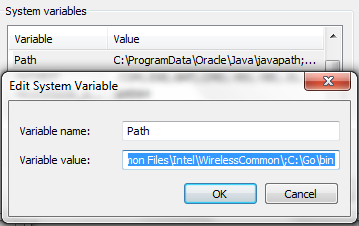 System variables
Variable Value
Path C:\ProgramData\Oracle\Java\javapath;...
Edit System Variable
Variable name: Path
Variable value: mon Files\Intel\WirelessCommon\;C:\Go\bin
OK Cancel